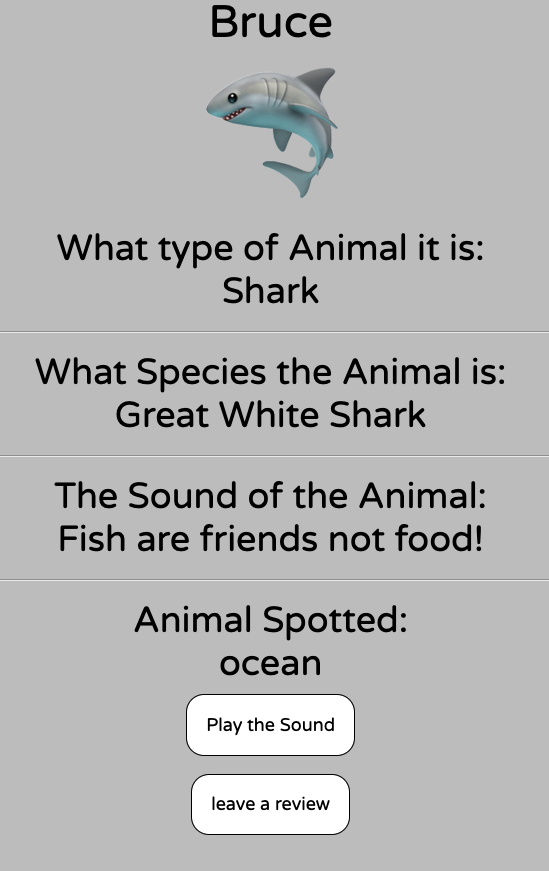 Bruce
What type of Animal it is:
Shark
What Species the Animal is:
Great White Shark
The Sound of the Animal:
Fish are friends not food!
Animal Spotted:
ocean
Play the Sound
leave a review